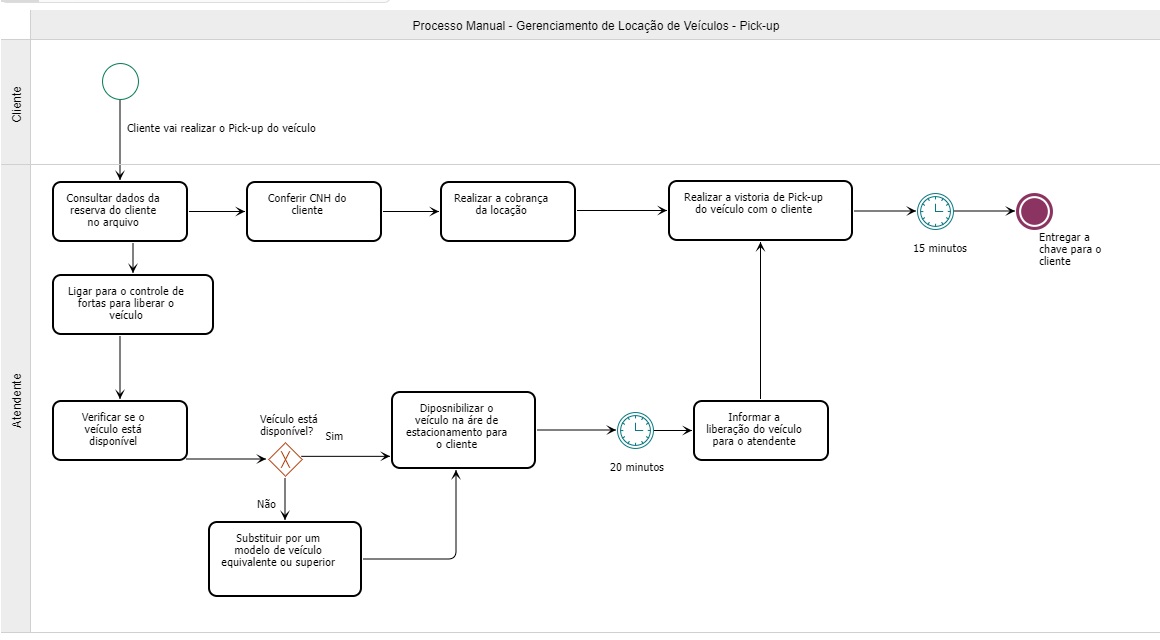 Processo Manual - Gerenciamento de Locação de Veículos - Pick-up
Cliente
Cliente vai realizar o Pick-up do veículo
Atendente
Consultar dados da
reserva do cliente
no arquivo
Conferir CNH do
cliente
Realizar a cobrança
da locação
Realizar a vistoria de Pick-up
do veículo com o cliente
15 minutos
Entregar a
chave para o
cliente
Ligar para o controle de
fortas para liberar o
veículo
Verificar se o
veículo está
disponível
Veículo está
disponível?
Sim
Não
Diposnibilizar o
veículo na áre de
estacionamento para
o cliente
20 minutos
Informar a
liberação do veículo
para o atendente
Substituir por um
modelo de veículo
equivalente ou superior